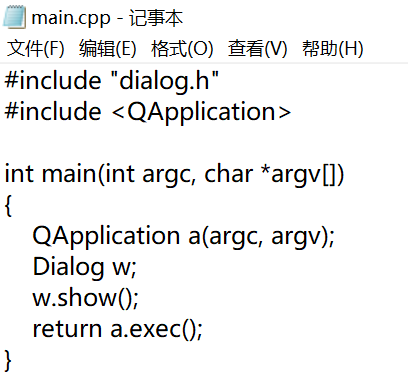 main.cpp - 记事本
文件(F) 编辑(E) 格式(O) 查看(V) 帮助(H)
#include "dialog.h"
#include <QApplication>
int main(int argc, char *argv[])
{
    QApplication a(argc, argv);
    Dialog w;
    w.show();
    return a.exec();
}